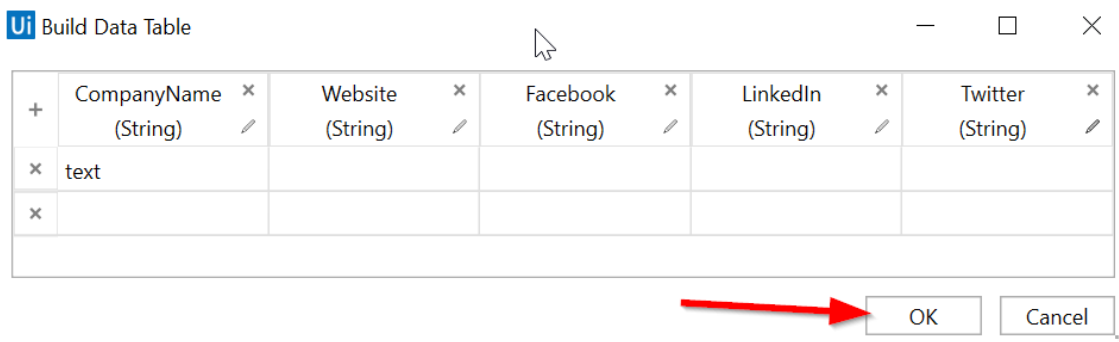 Ui Build Data Table
CompanyName Website Facebook LinkedIn Twitter
(String) (String) (String) (String) (String)
text
OK Cancel